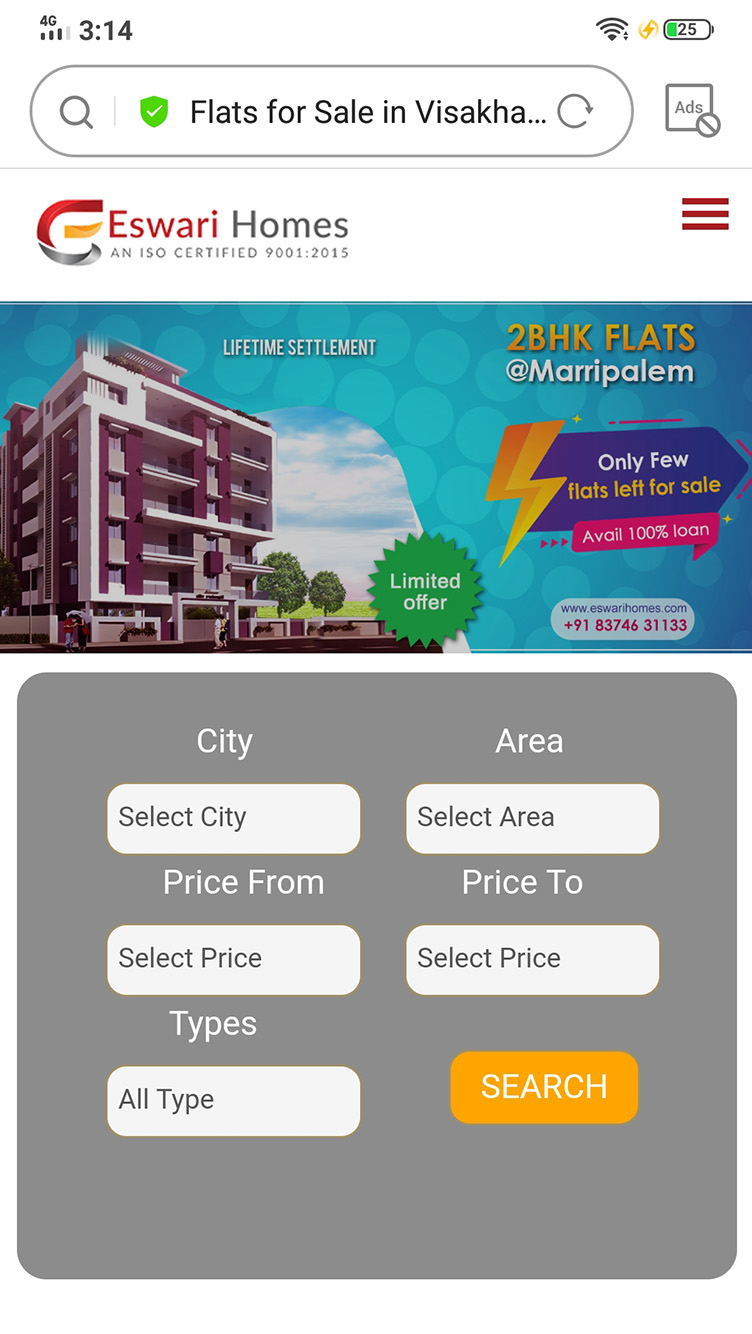 4G 3:14 25
Flats for Sale in Visakha...
Ads
Eswari Homes
AN ISO CERTIFIED 9001:2015
LIFETIME SETTLEMENT
2BHK FLATS
@Marripalem
Only Few
flats left for sale
Avail 100% loan
Limited
offer
www.eswarihomes.com
+91 83746 31133
City Area
Select City Select Area
Price From Price To
Select Price Select Price
Types
All Type SEARCH